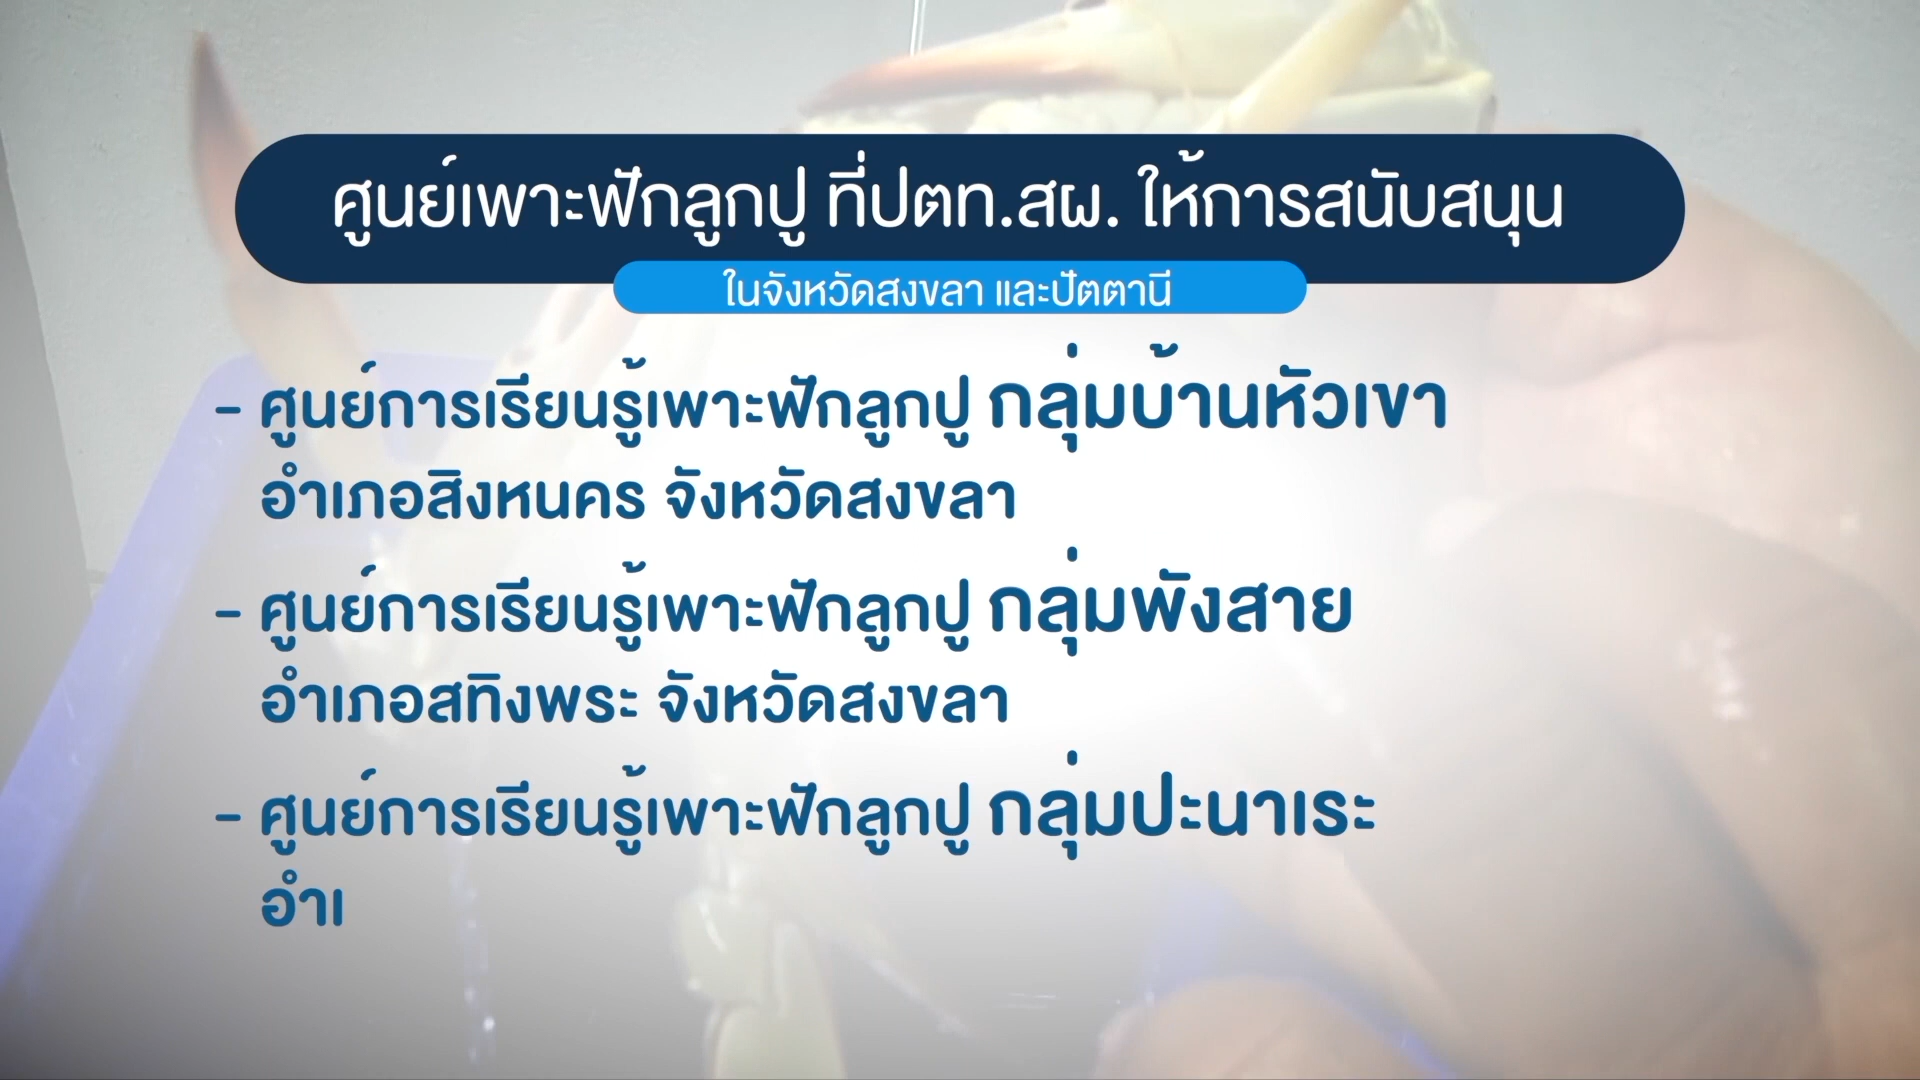 ศูนย์เพาะฟักลูกปู ที่ปตท.สผ. ให้การสนับสนุน
ในจังหวัดสงขลา และปัตตานี
- ศูนย์การเรียนรู้เพาะฟักลูกปู กลุ่มบ้านหัวเขา
อำเภอสิงหนคร จังหวัดสงขลา
- ศูนย์การเรียนรู้เพาะฟักลูกปู กลุ่มพังสาย
อำเภอสทิงพระ จังหวัดสงขลา
- ศูนย์การเรียนรู้เพาะฟักลูกปู กลุ่มปะนาเระ
อำเ